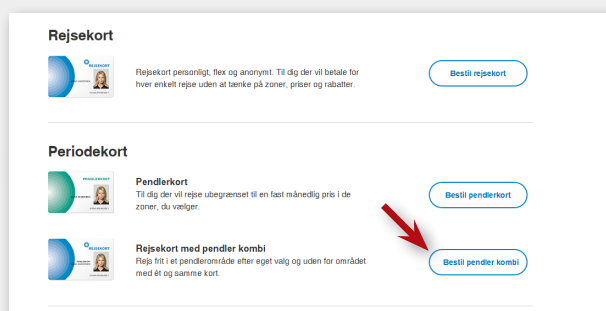 Rejsekort
REJSEKORT
Rejsekort personligt, flex og anonymt. Til dig der vil betale for
hver enkelt rejse uden at tænke på zoner, priser og rabatter.
Bestil rejsekort
Periodekort
PENDLERKORT
Pendlerkort
Til dig der vil rejse ubegrænset til en fast månedlig pris i de
zoner, du vælger.
Bestil pendlerkort
REJSEKORT
Rejsekort med pendler kombi
Rejs frit i et pendlerområde efter eget valg og uden for området
med ét og samme kort.
Bestil pendler kombi